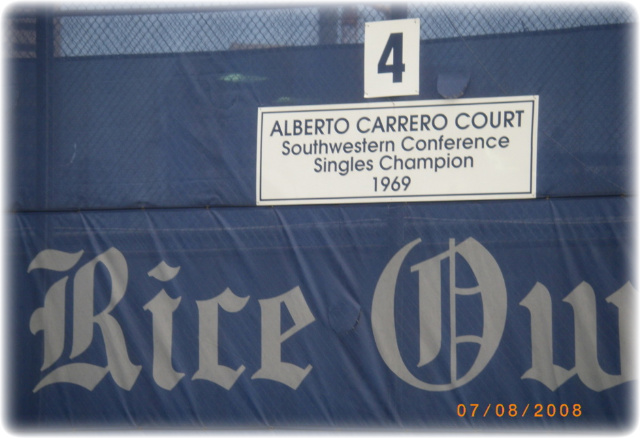 4
ALBERTO CARRERO COURT
Southwestern Conference
Singles Champion
1969
Rice Ow
07/08/2008